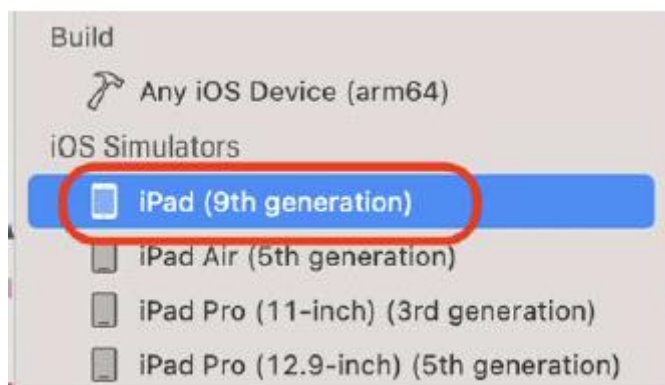 Build
Any iOS Device (arm64)
iOS Simulators
iPad (9th generation)
iPad Air (5th generation)
iPad Pro (11-inch) (3rd generation)
iPad Pro (12.9-inch) (5th generation)